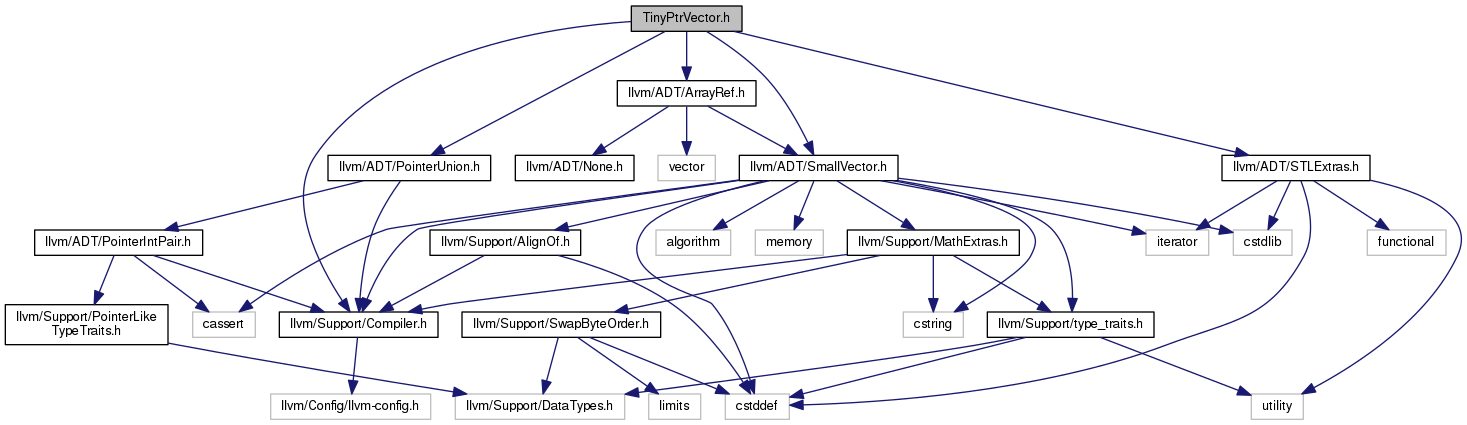 TinyPtrVector.h
llvm/ADT/ArrayRef.h
llvm/ADT/PointerUnion.h
llvm/ADT/None.h
vector
llvm/ADT/SmallVector.h
llvm/ADT/STLExtras.h
llvm/ADT/PointerIntPair.h
llvm/Support/AlignOf.h
algorithm
memory
llvm/Support/MathExtras.h
iterator
cstdlib
functional
llvm/Support/PointerLike
TypeTraits.h
cassert
llvm/Support/Compiler.h
llvm/Support/SwapByteOrder.h
cstring
llvm/Support/type_traits.h
llvm/Config/llvm-config.h
llvm/Support/DataTypes.h
limits
cstddef
utility